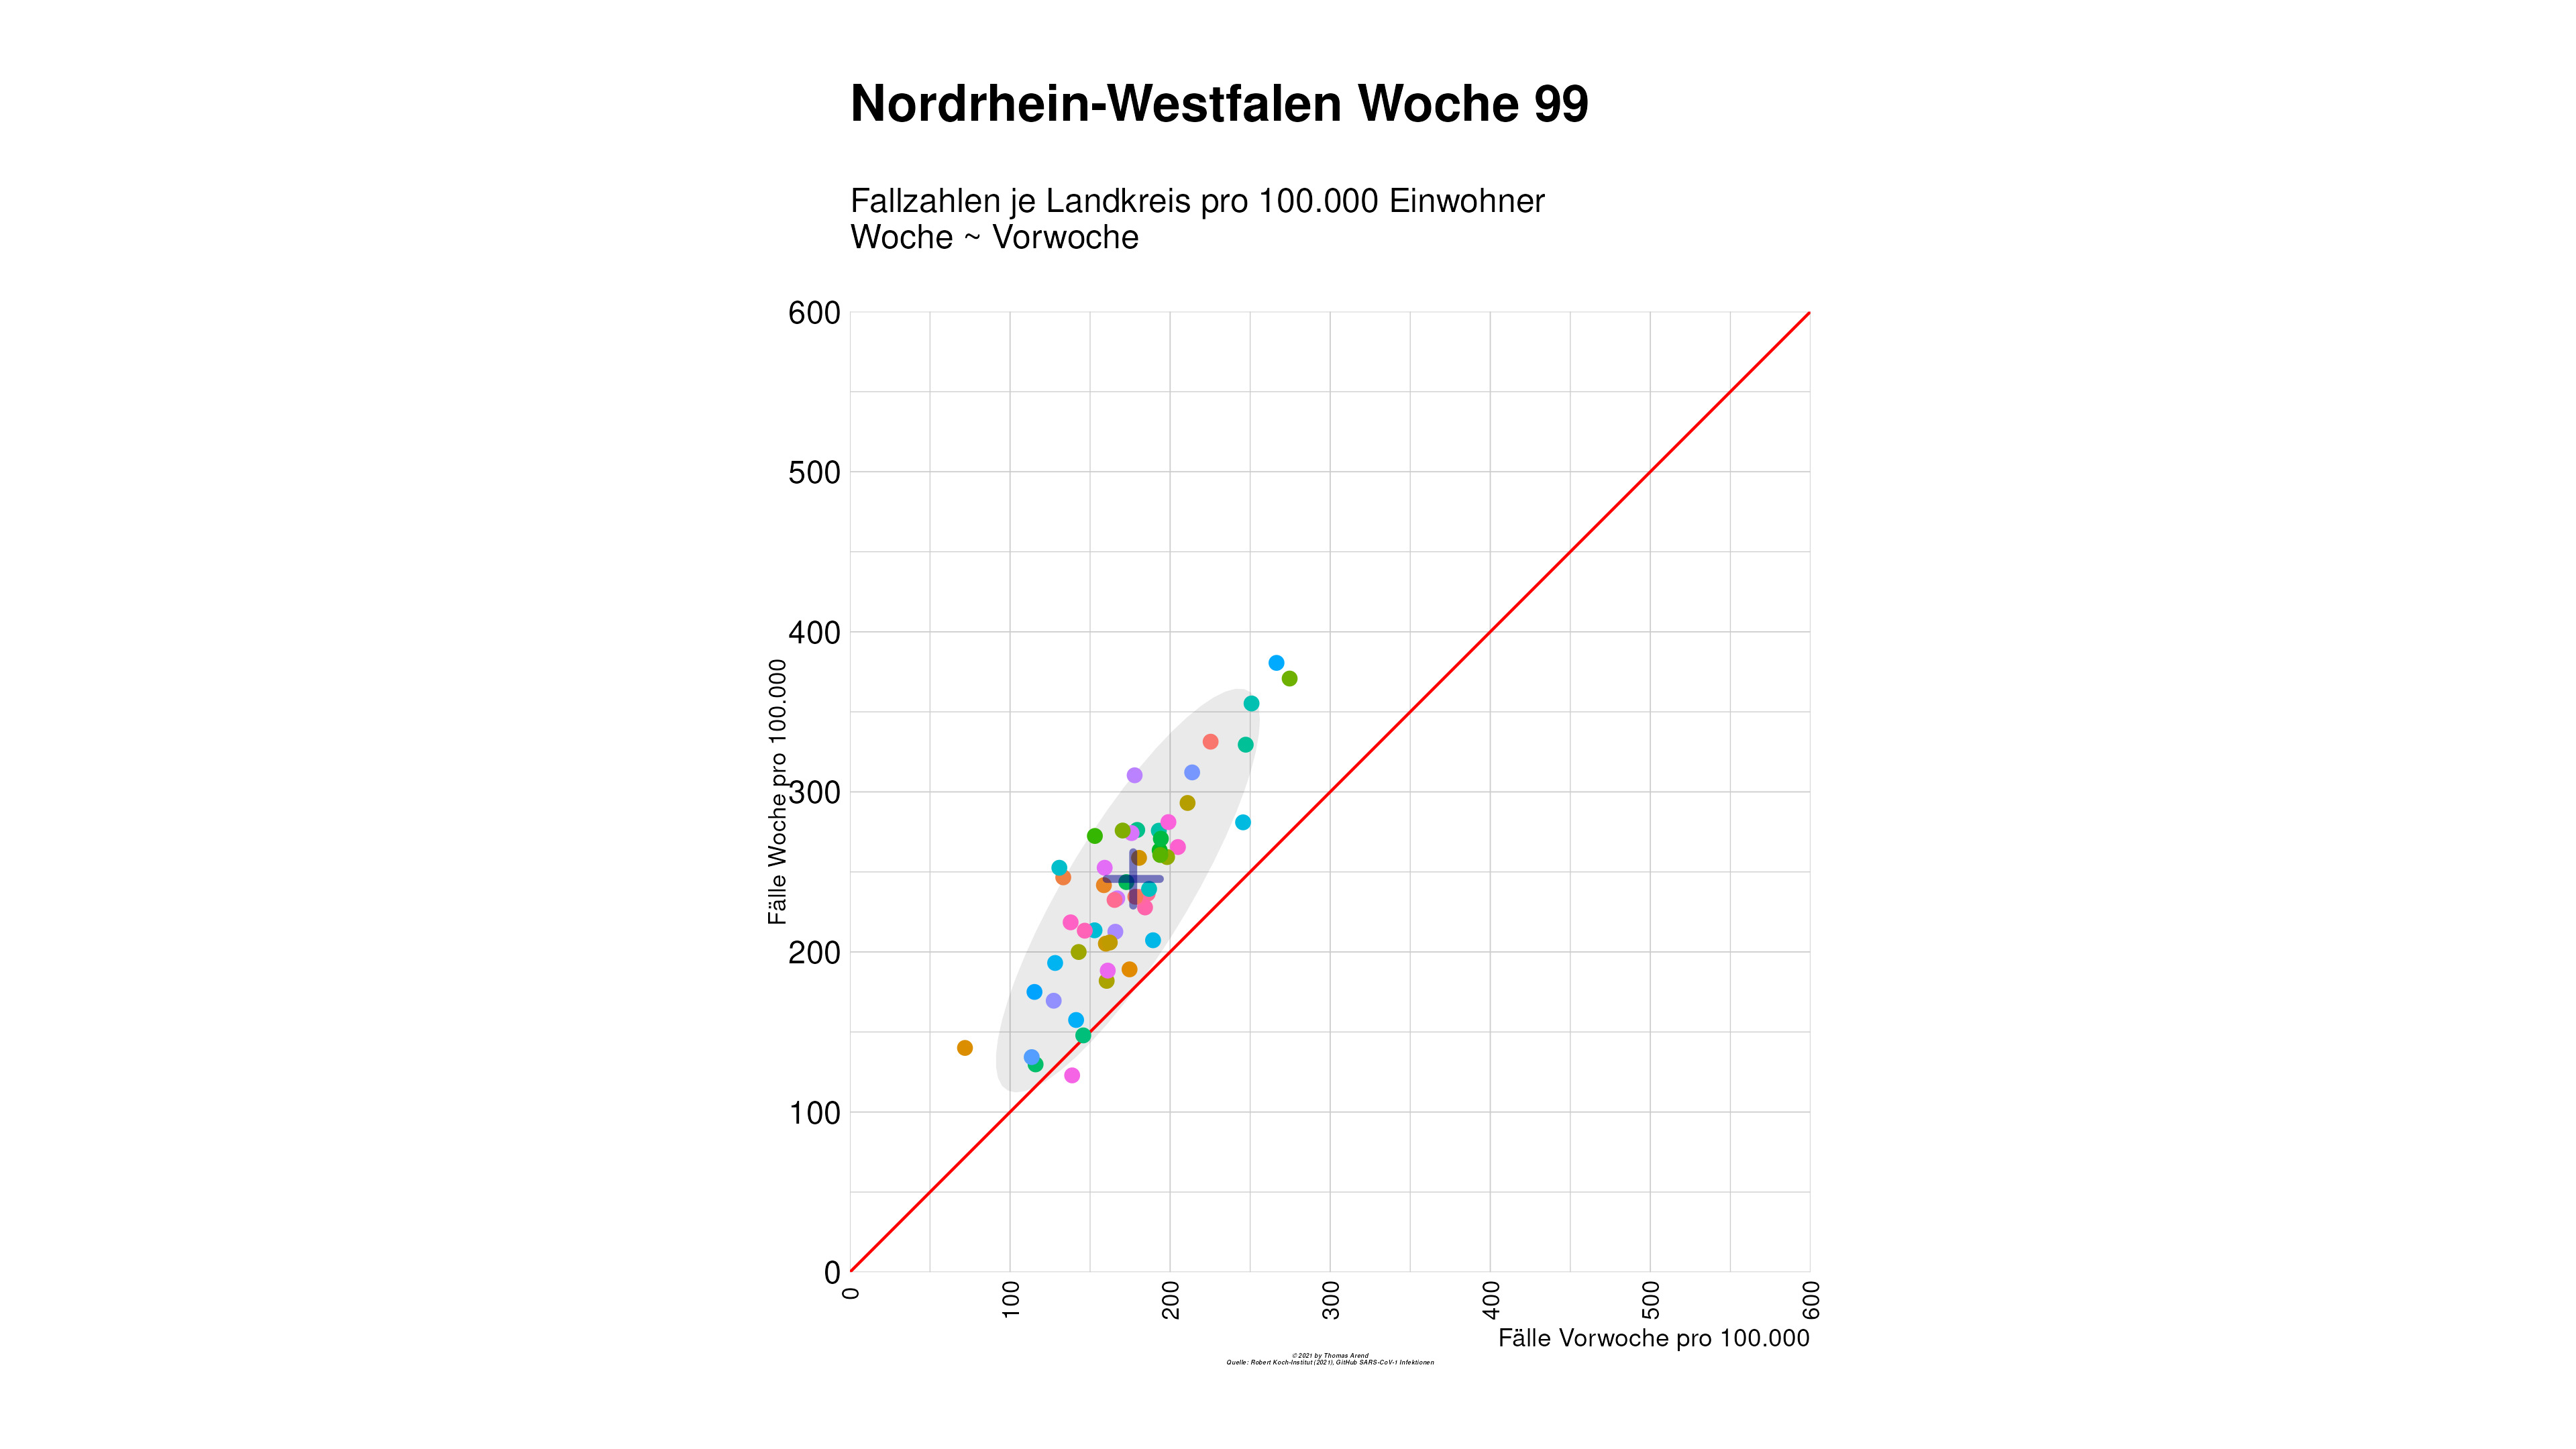 Nordrhein-Westfalen Woche 99
Fallzahlen je Landkreis pro 100.000 Einwohner
Woche ~ Vorwoche
600
500
400
300
200
100
0
Fälle Woche pro 100.000
0
100
200
300
400
500
600
Fälle Vorwoche pro 100.000
© 2021 by Thomas Arend
Quelle: Robert Koch-Institut (2021), GitHub SARS-CoV-1 Infektionen